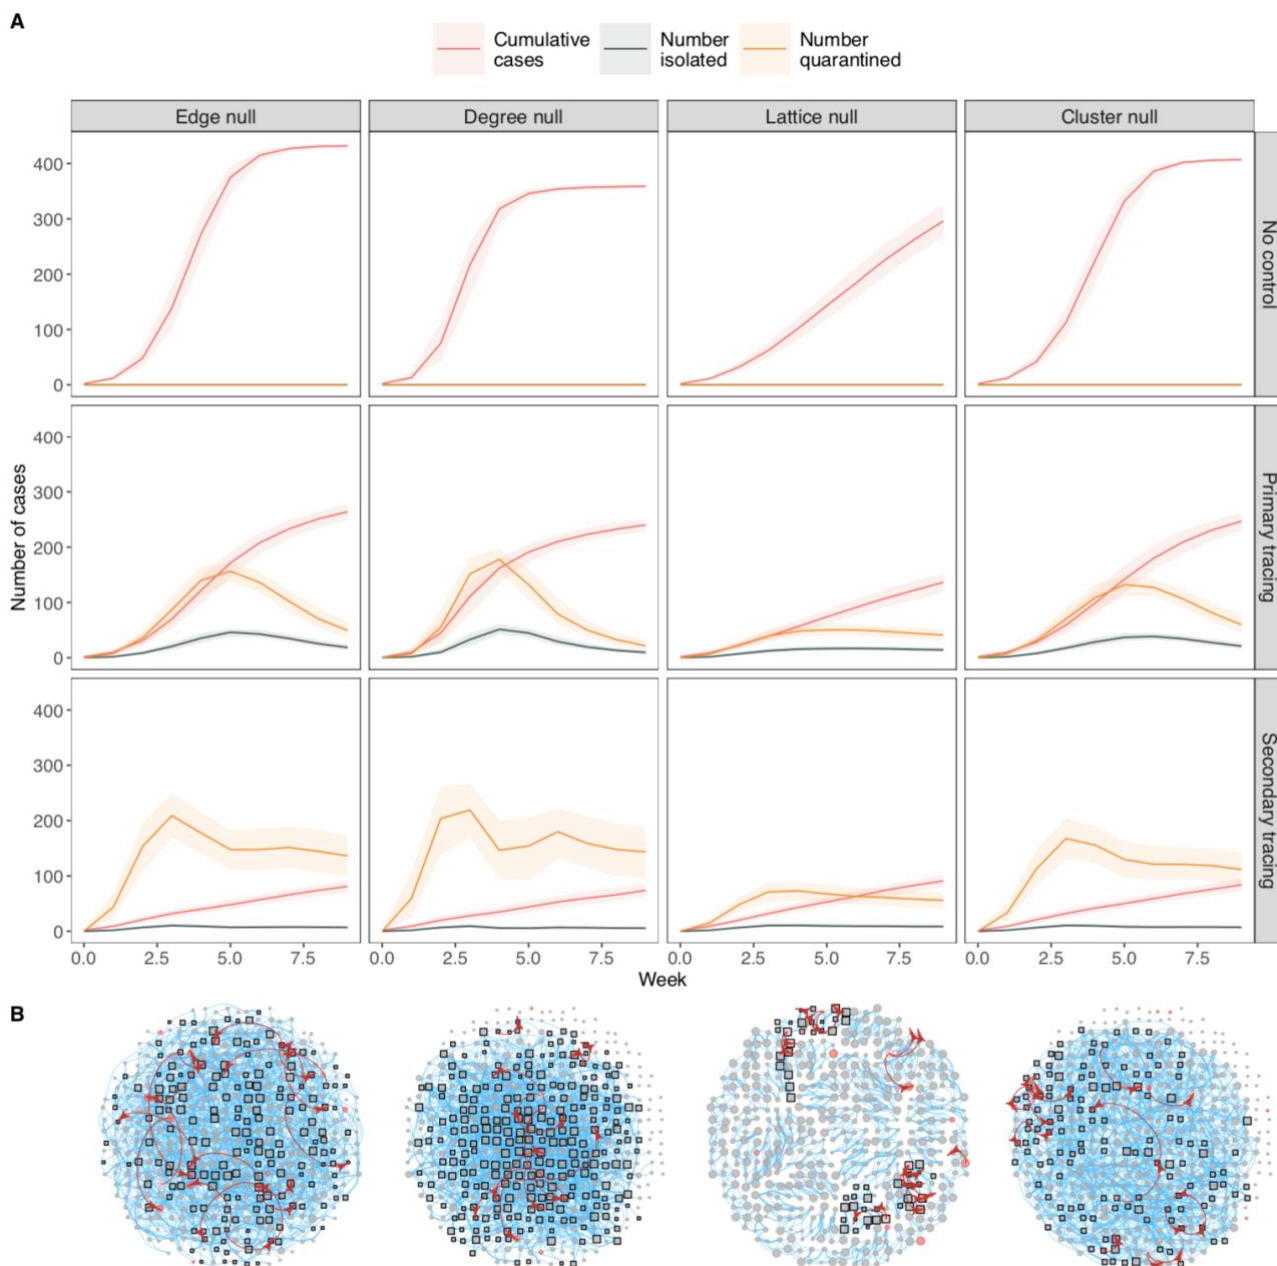 A
Cumulative cases
Number isolated
Number quarantined
Edge null
Degree null
Lattice null
Cluster null
400
300
200
100
0
No control
400
300
200
100
0
Primary tracing
Number of cases
400
300
200
100
0
Secondary tracing
0.0 2.5 5.0 7.5
0.0 2.5 5.0 7.5
0.0 2.5 5.0 7.5
0.0 2.5 5.0 7.5
Week
B